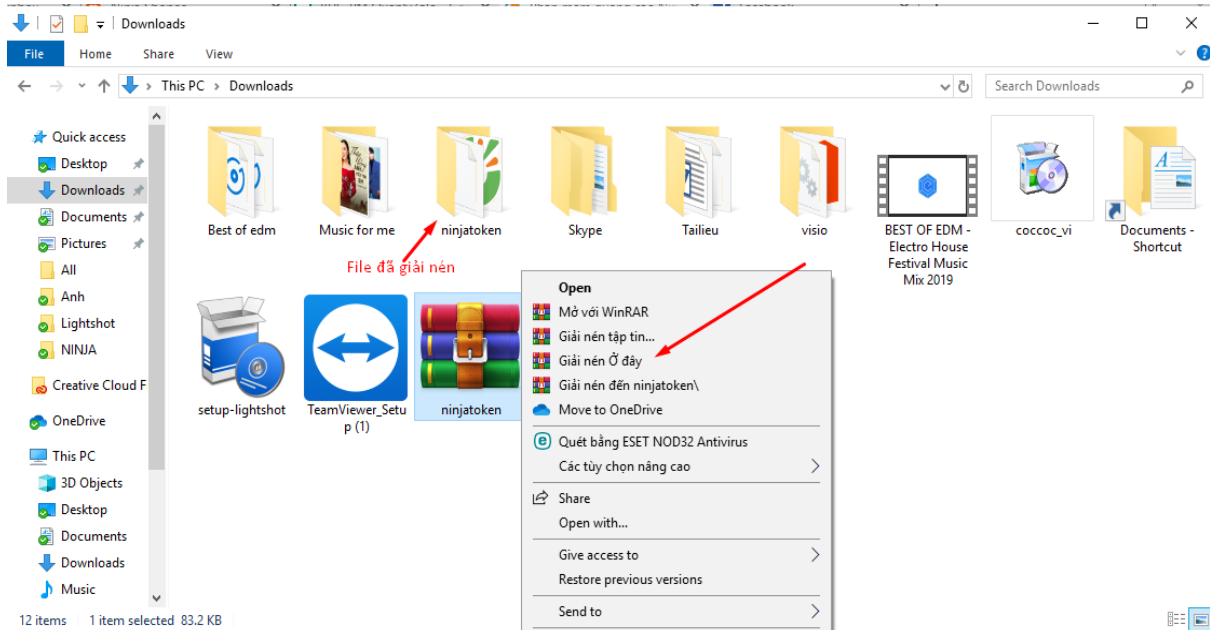 Downloads
File Home Share View
This PC > Downloads
Search Downloads
Quick access
Desktop
Downloads
Documents
Pictures
All
Anh
Lightshot
NINJA
Creative Cloud F
OneDrive
This PC
3D Objects
Desktop
Documents
Downloads
Music
Best of edm
Music for me
ninjatoken
Skype
Tailieu
visio
BEST OF EDM -
Electro House
Festival Music
Mix 2019
coccoc_vi
Documents -
Shortcut
File đã giải nén
setup-lightshot
TeamViewer_Setu
p (1)
ninjatoken
Open
Mở với WinRAR
Giải nén tập tin...
Giải nén Ở đây
Giải nén đến ninjatoken\
Move to OneDrive
Quét bằng ESET NOD32 Antivirus
Các tùy chọn nâng cao
Share
Open with...
Give access to
Restore previous versions
Send to
12 items 1 item selected 83.2 KB